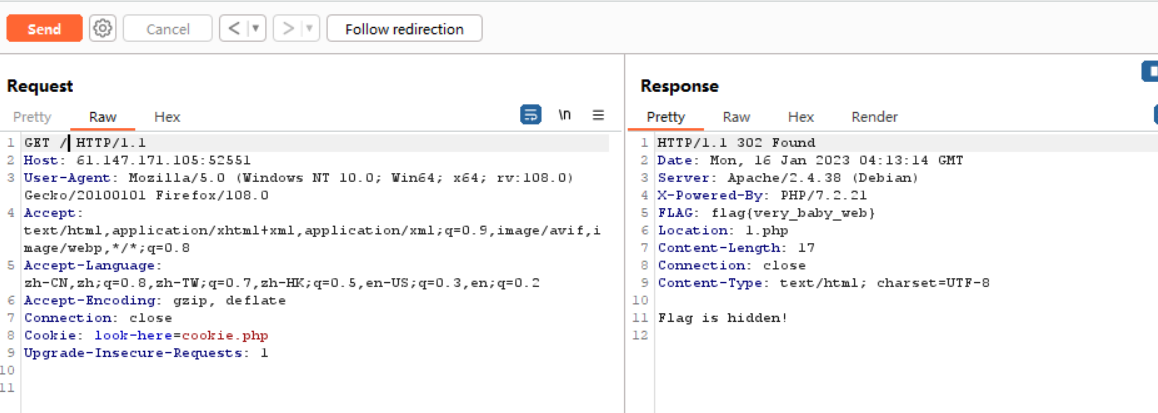 Send
Cancel
Follow redirection
Request
Pretty Raw Hex
\n
1 GET / HTTP/1.1
2 Host: 61.147.171.105:52551
3 User-Agent: Mozilla/5.0 (Windows NT 10.0; Win64; x64; rv:108.0)
Gecko/20100101 Firefox/108.0
4 Accept:
text/html,application/xhtml+xml,application/xml;q=0.9,image/avif,i
mage/webp,*/*;q=0.8
5 Accept-Language:
zh-CN,zh;q=0.8,zh-TW;q=0.7,zh-HK;q=0.5,en-US;q=0.3,en;q=0.2
6 Accept-Encoding: gzip, deflate
7 Connection: close
8 Cookie: look-here=cookie.php
9 Upgrade-Insecure-Requests: 1
10
11
Response
Pretty Raw Hex Render
1 HTTP/1.1 302 Found
2 Date: Mon, 16 Jan 2023 04:13:14 GMT
3 Server: Apache/2.4.38 (Debian)
4 X-Powered-By: PHP/7.2.21
5 FLAG: flag{very_baby_web}
6 Location: 1.php
7 Content-Length: 17
8 Connection: close
9 Content-Type: text/html; charset=UTF-8
10
11 Flag is hidden!
12